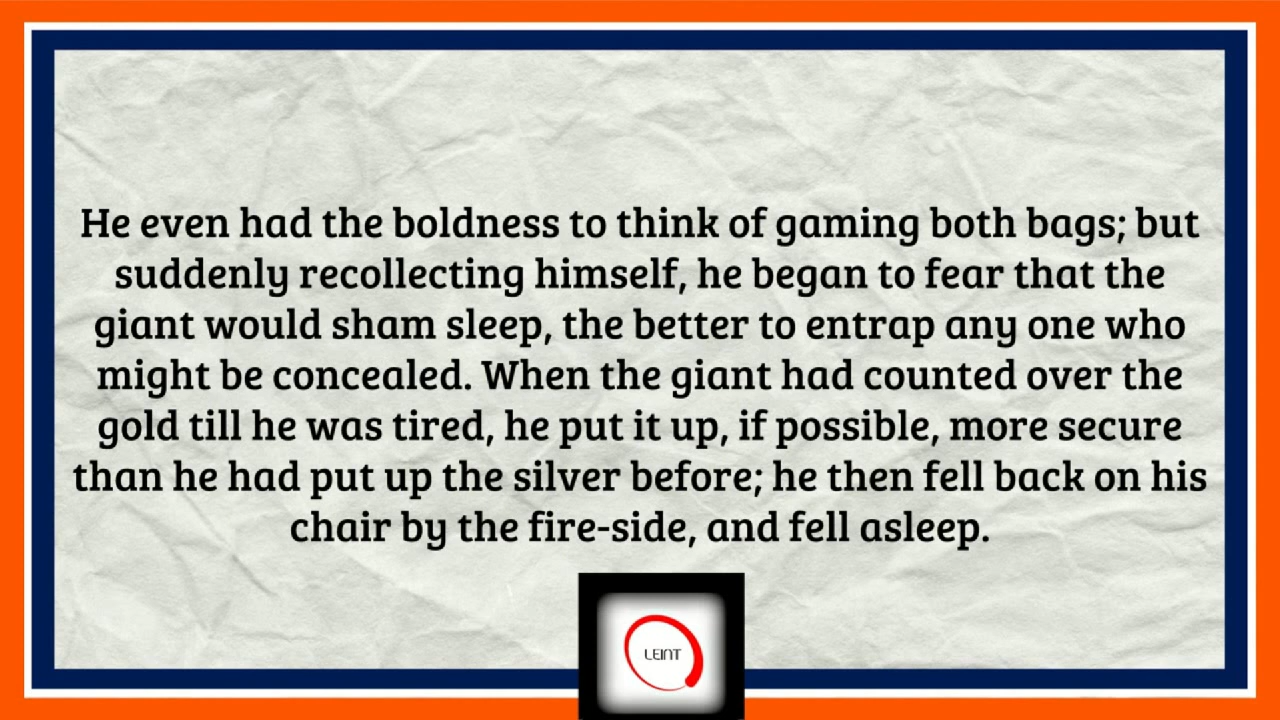 He even had the boldness to think of gaming both bags; but
suddenly recollecting himself, he began to fear that the
giant would sham sleep, the better to entrap any one who
might be concealed. When the giant had counted over the
gold till he was tired, he put it up, if possible, more secure
than he had put up the silver before; he then fell back on his
chair by the fire-side, and fell asleep.
LEINT